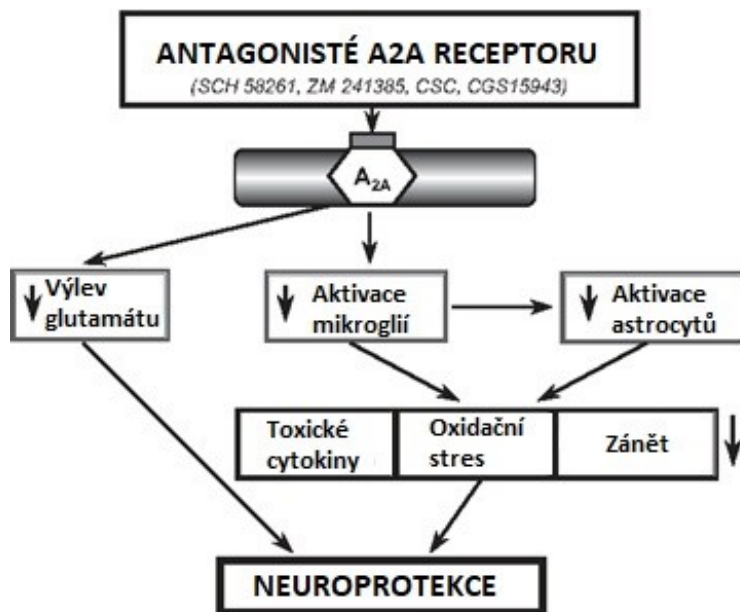 ANTAGONISTÉ A2A RECEPTORU
(SCH 58261, ZM 241385, CSC, CGS15943)
A2A
Výlev
glutamátu
Aktivace
mikroglií
Aktivace
astrocytů
Toxické
cytokiny
Oxidační
stres
Zánět
NEUROPROTEKCE